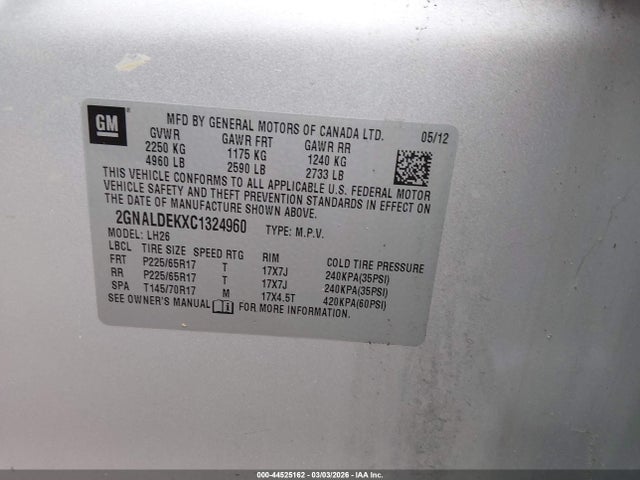 GM
MFD BY GENERAL MOTORS OF CANADA LTD. 05/12
GVWR GAWR FRT GAWR RR
2250 KG 1175 KG 1240 KG
4960 LB 2590 LB 2733 LB
THIS VEHICLE CONFORMS TO ALL APPLICABLE U.S. FEDERAL MOTOR
VEHICLE SAFETY AND THEFT PREVENTION STANDARDS IN EFFECT ON
THE DATE OF MANUFACTURE SHOWN ABOVE.
2GNALDEKXC1324960 TYPE: M.P.V.
MODEL: LH26
LBCL TIRE SIZE SPEED RTG RIM COLD TIRE PRESSURE
FRT P225/65R17 T 17X7J 240KPA(35PSI)
RR P225/65R17 T 17X7J 240KPA(35PSI)
SPA T145/70R17 M 17X4.5T 420KPA(60PSI)
SEE OWNER'S MANUAL FOR MORE INFORMATION.
000-44525162 - 03/03/2026 - IAA Inc.